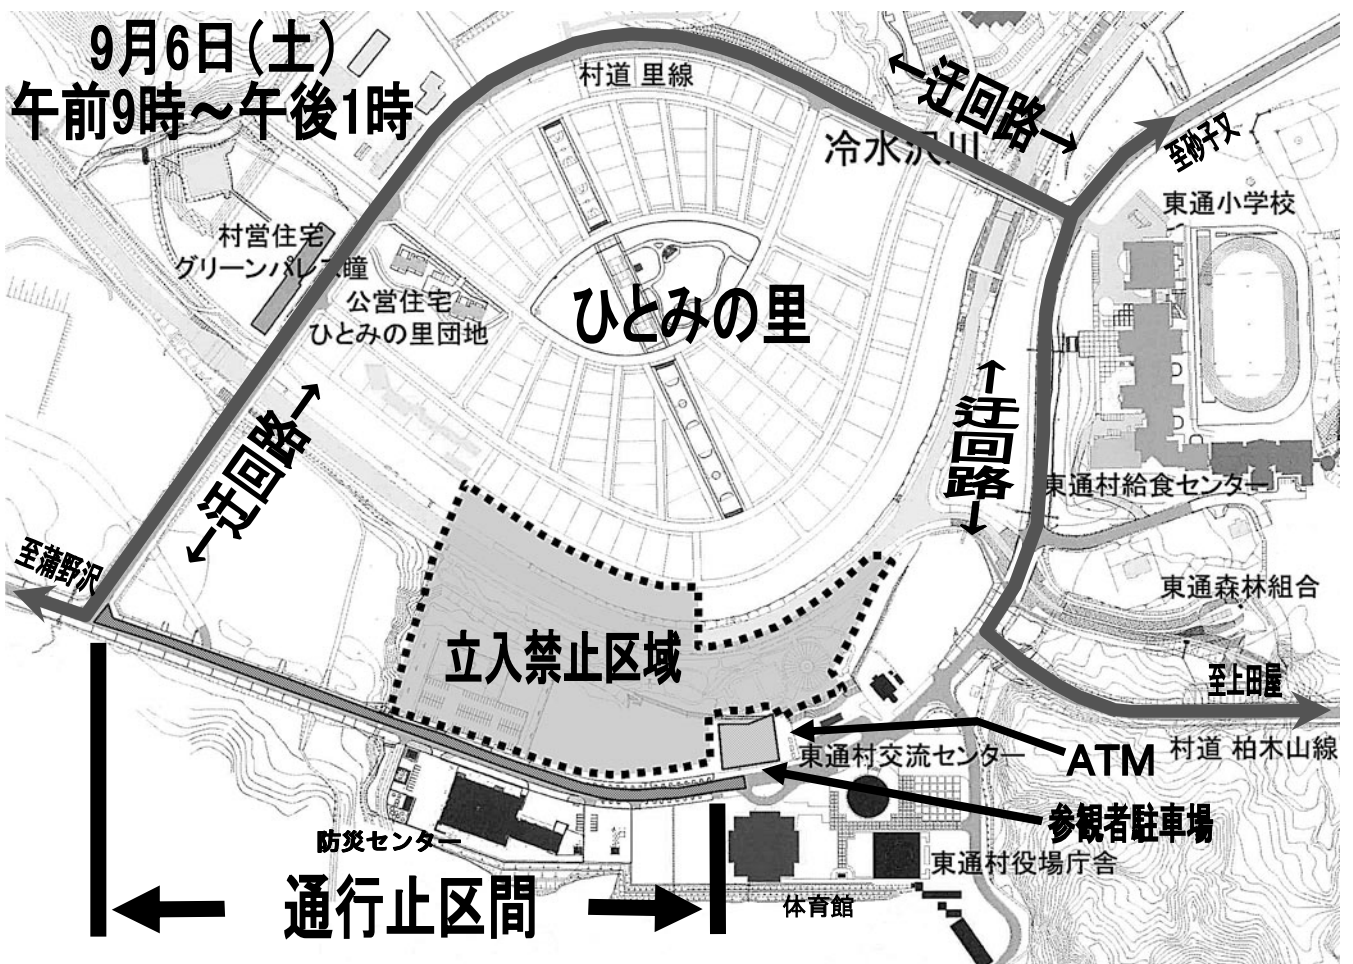 9月6日(土)
午前9時～午後1時
村道 里線
←迂回路→
至砂子又
冷水沢川
東通小学校
村営住宅
グリーンパレス瞳
公営住宅
ひとみの里団地
ひとみの里
←迂回路→
←迂回路→
東通村給食センター
至蒲野沢
東通森林組合
立入禁止区域
至上田屋
村道 柏木山線
東通村交流センター
ATM
参観者駐車場
防災センター
東通村役場庁舎
体育館
←通行止区間→